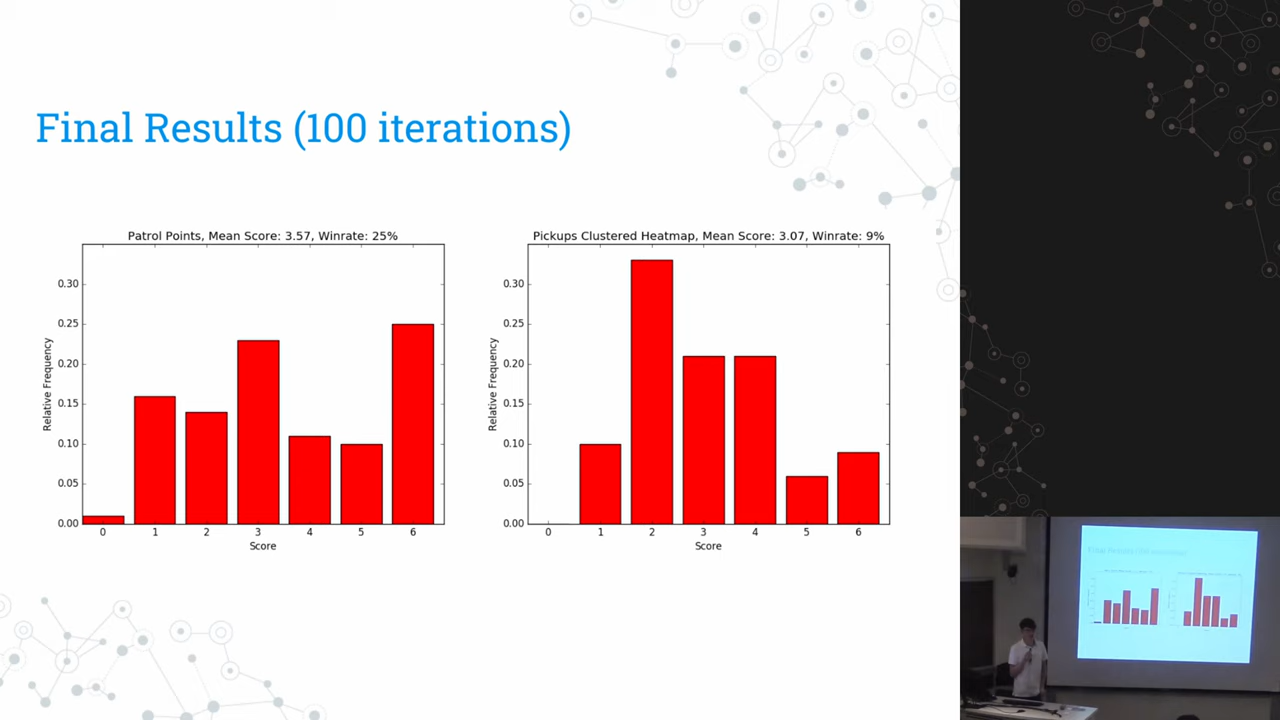 Final Results (100 iterations)
Patrol Points, Mean Score: 3.57, Winrate: 25%
0.30
0.25
0.20
0.15
0.10
0.05
0.00
Relative Frequency
0 1 2 3 4 5 6
Score
Pickups Clustered Heatmap, Mean Score: 3.07, Winrate: 9%
0.30
0.25
0.20
0.15
0.10
0.05
0.00
Relative Frequency
0 1 2 3 4 5 6
Score